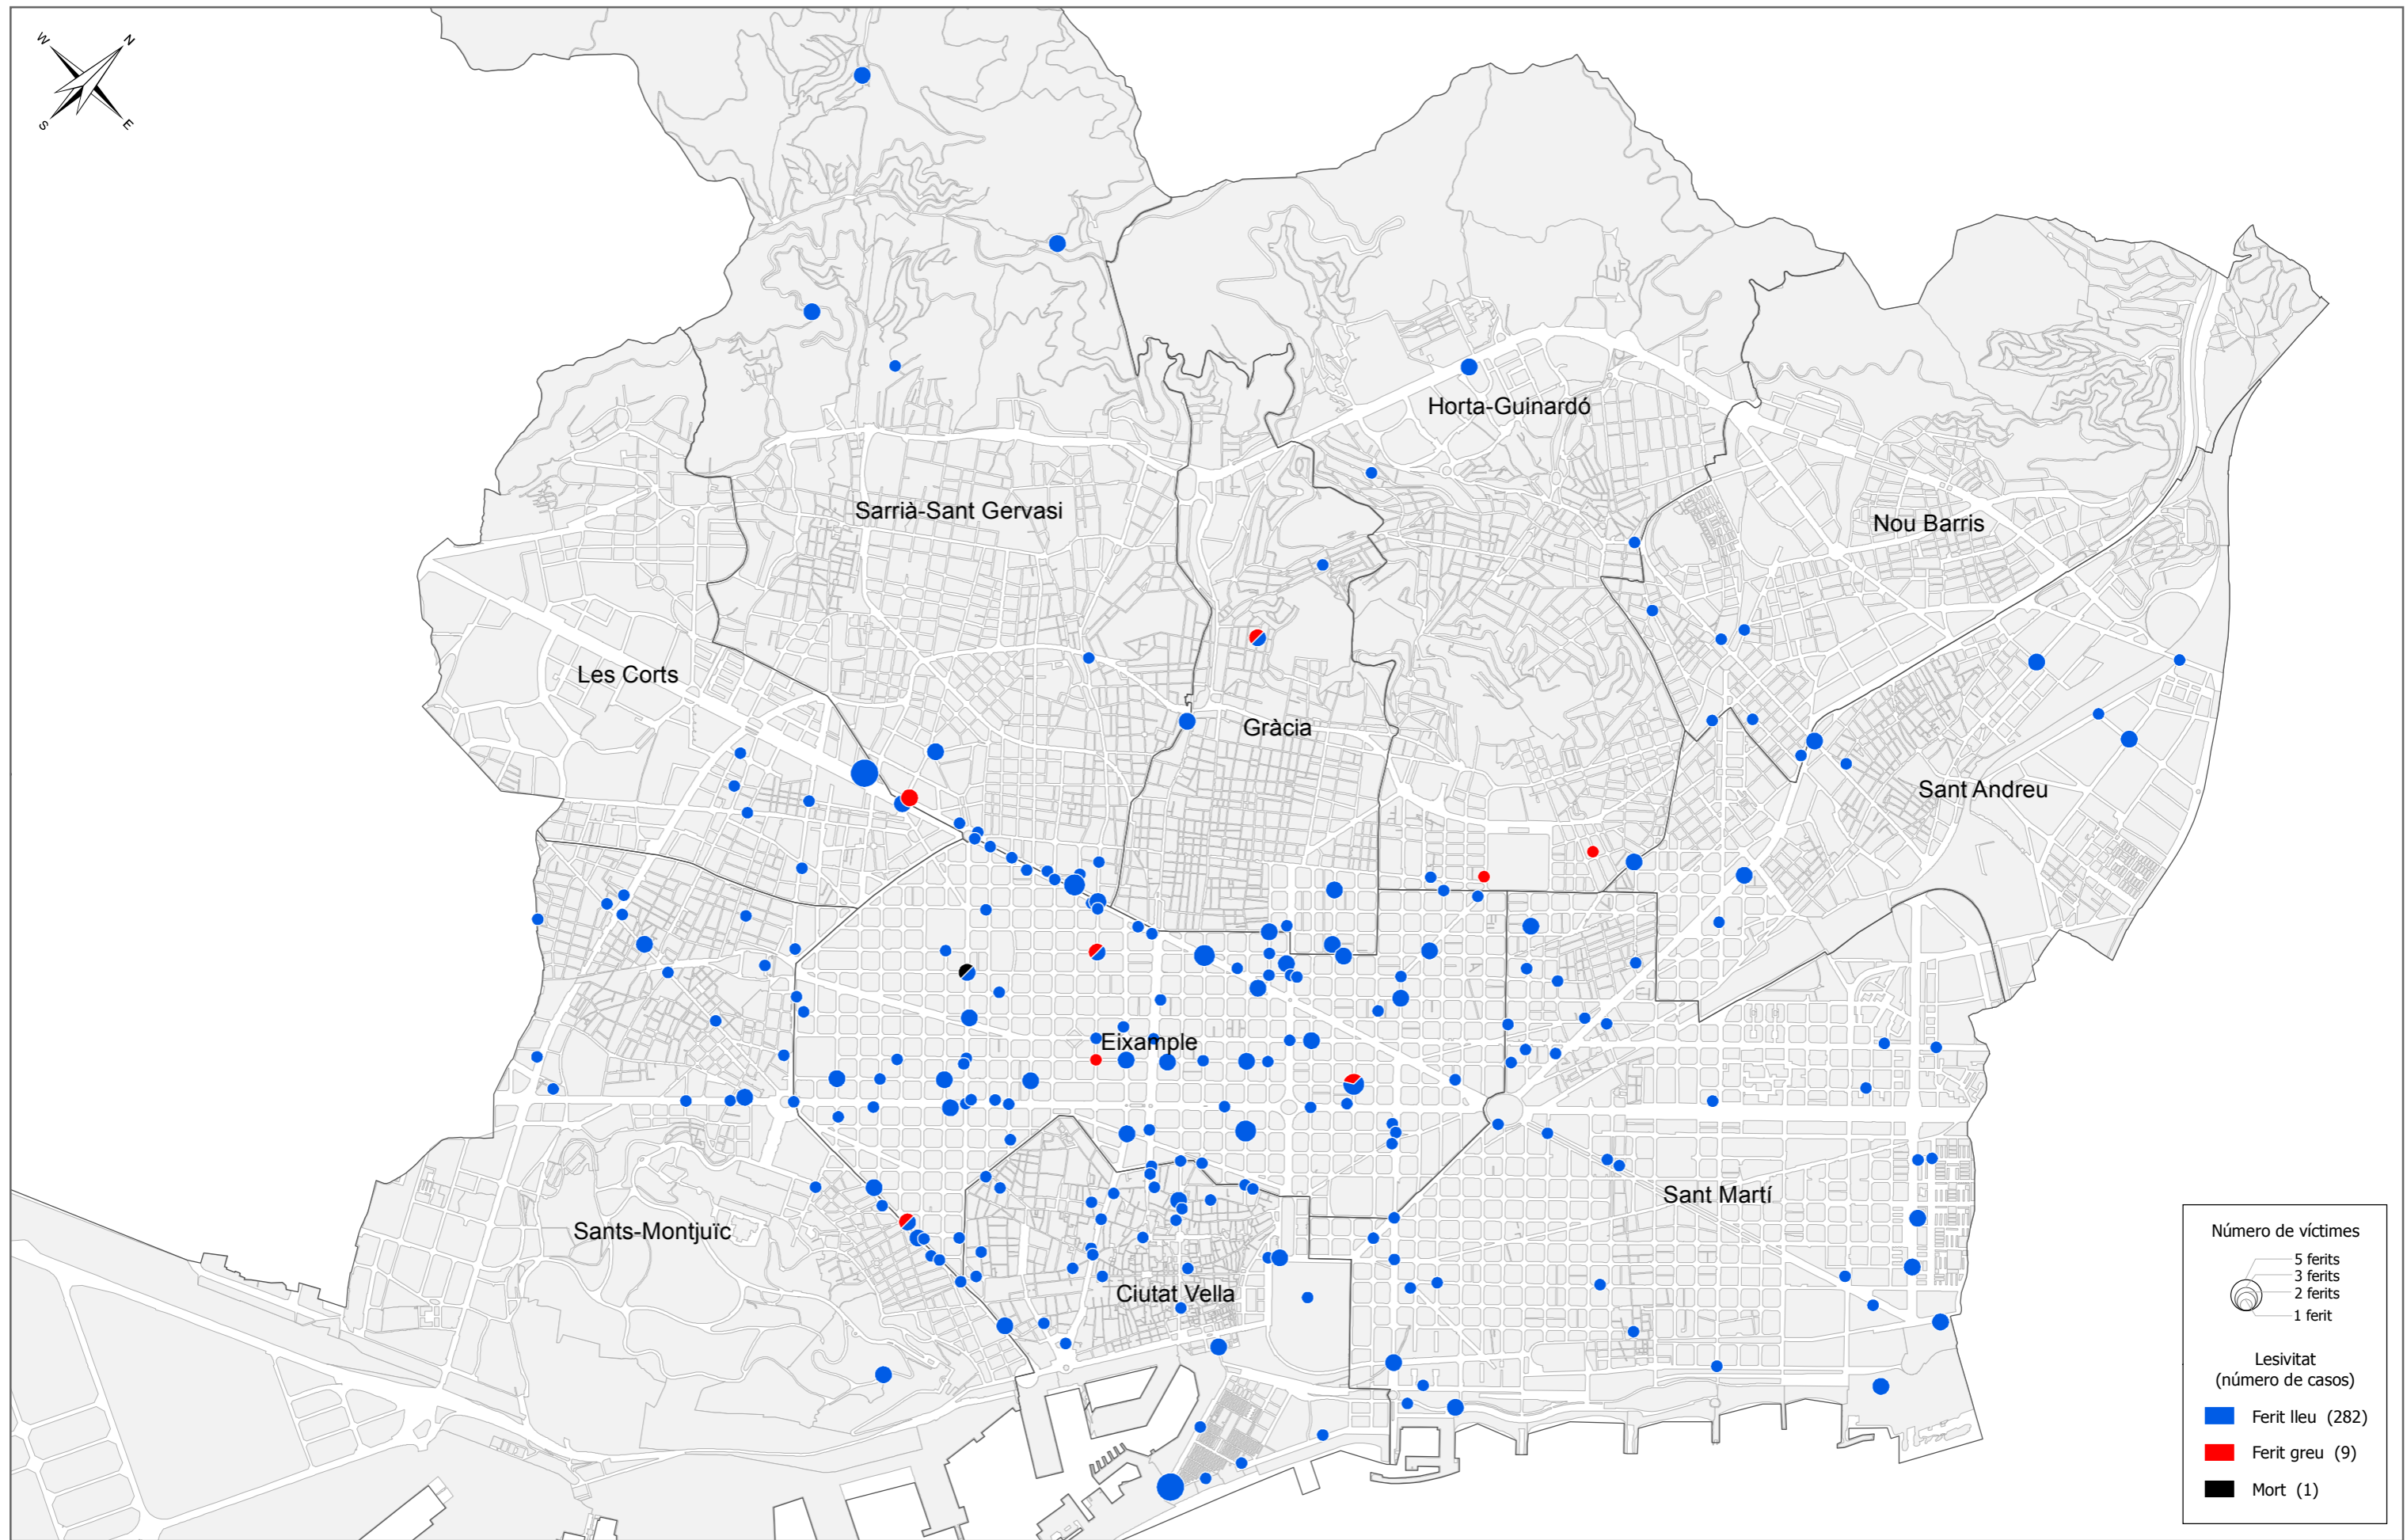 W
N
S
E
Horta-Guinardó
Sarrià-Sant Gervasi
Nou Barris
Les Corts
Gràcia
Sant Andreu
Eixample
Sant Martí
Sants-Montjuïc
Ciutat Vella
Número de víctimes
5 ferits
3 ferits
2 ferits
1 ferit
Lesivitat
(número de casos)
Ferit lleu (282)
Ferit greu (9)
Mort (1)